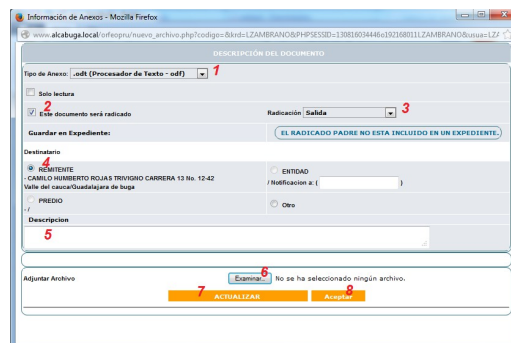 Información de Anexos - Mozilla Firefox
www.alcabuga.local/orfeopru/nuevo_archivo.php?codigo=&krd=LZAMBRANO&PHPSESID=130816034446o192168011LZAMBRANO&usua=LZA
DESCRIPCIÓN DEL DOCUMENTO
Tipo de Anexo: .odt (Procesador de Texto - odf) 1
Solo lectura
2
Este documento será radicado
Radicación Salida 3
Guardar en Expediente:
EL RADICADO PADRE NO ESTA INCLUIDO EN UN EXPEDIENTE.
Destinatario
4
REMITENTE
- CAMILO HUMBERTO ROJAS TRIVIGNO CARRERA 13 No. 12-42
Valle del cauca/Guadalajara de buga
ENTIDAD
/ Notificacion a: ( )
PREDIO
- /
Otro
Descripcion
5
Adjuntar Archivo
Examinar... 6 No se ha seleccionado ningún archivo.
7 ACTUALIZAR
8 Aceptar